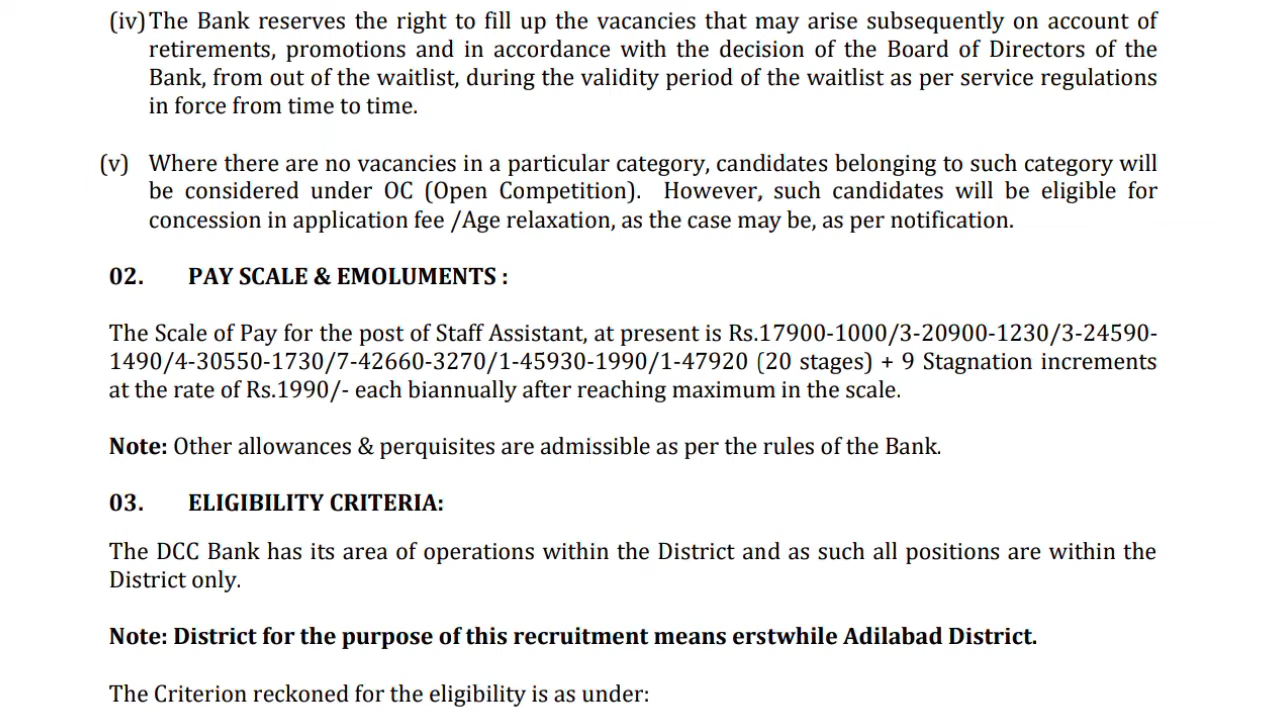 (iv) The Bank reserves the right to fill up the vacancies that may arise subsequently on account of
retirements, promotions and in accordance with the decision of the Board of Directors of the
Bank, from out of the waitlist, during the validity period of the waitlist as per service regulations
in force from time to time.
(v) Where there are no vacancies in a particular category, candidates belonging to such category will
be considered under OC (Open Competition). However, such candidates will be eligible for
concession in application fee /Age relaxation, as the case may be, as per notification.
02. PAY SCALE & EMOLUMENTS :
The Scale of Pay for the post of Staff Assistant, at present is Rs.17900-1000/3-20900-1230/3-24590-
1490/4-30550-1730/7-42660-3270/1-45930-1990/1-47920 (20 stages) + 9 Stagnation increments
at the rate of Rs.1990/- each biannually after reaching maximum in the scale.
Note: Other allowances & perquisites are admissible as per the rules of the Bank.
03. ELIGIBILITY CRITERIA:
The DCC Bank has its area of operations within the District and as such all positions are within the
District only.
Note: District for the purpose of this recruitment means erstwhile Adilabad District.
The Criterion reckoned for the eligibility is as under: